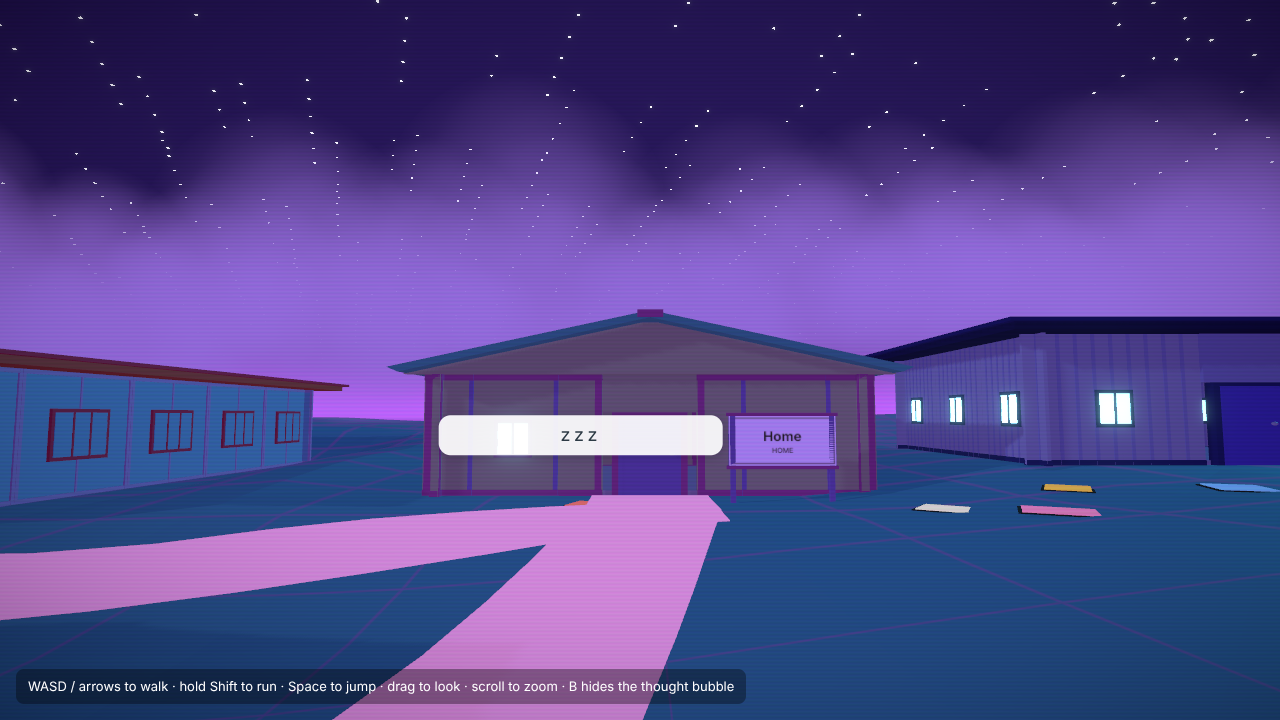 z z z
Home
HOME
WASD / arrows to walk · hold Shift to run · Space to jump · drag to look · scroll to zoom · B hides the thought bubble